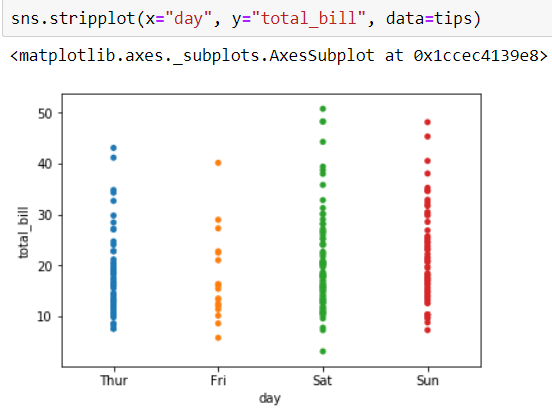 sns.stripplot(x="day", y="total_bill", data=tips)
<matplotlib.axes._subplots.AxesSubplot at 0x1ccec4139e8>
50
40
30
20
10
total_bill
Thur Fri Sat Sun
day